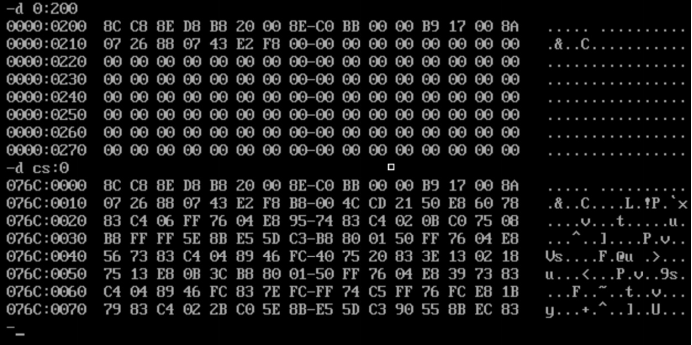 -d 0:200
0000:0200  8C C8 8E D8 B8 20 00 8E-C0 BB 00 00 B9 17 00 8A   ..... ..........
0000:0210  07 26 88 07 43 E2 F8 00-00 00 00 00 00 00 00 00   .&..C...........
0000:0220  00 00 00 00 00 00 00 00-00 00 00 00 00 00 00 00   ................
0000:0230  00 00 00 00 00 00 00 00-00 00 00 00 00 00 00 00   ................
0000:0240  00 00 00 00 00 00 00 00-00 00 00 00 00 00 00 00   ................
0000:0250  00 00 00 00 00 00 00 00-00 00 00 00 00 00 00 00   ................
0000:0260  00 00 00 00 00 00 00 00-00 00 00 00 00 00 00 00   ................
0000:0270  00 00 00 00 00 00 00 00-00 00 00 00 00 00 00 00   ................
-d cs:0
076C:0000  8C C8 8E D8 B8 20 00 8E-C0 BB 00 00 B9 17 00 8A   ..... ..........
076C:0010  07 26 88 07 43 E2 F8 B8-00 4C CD 21 50 E8 60 78   .&..C....L.!P.`x
076C:0020  83 C4 06 FF 76 04 E8 95-74 83 C4 02 0B C0 75 08   ....v...t.....u.
076C:0030  B8 FF FF 5E 8B E5 5D C3-B8 80 01 50 FF 76 04 E8   ...^..]....P.v..
076C:0040  56 73 83 C4 04 89 46 FC-40 75 20 83 3E 13 02 18   Vs....F.@u .>...
076C:0050  75 13 E8 0B 3C B8 80 01-50 FF 76 04 E8 39 73 83   u...<...P.v..9s.
076C:0060  C4 04 89 46 FC 83 7E FC-FF 74 C5 FF 76 FC E8 1B   ...F..~..t..v...
076C:0070  79 83 C4 02 2B C0 5E 8B-E5 5D C3 90 55 8B EC 83   y...+.^..]..U...
-_